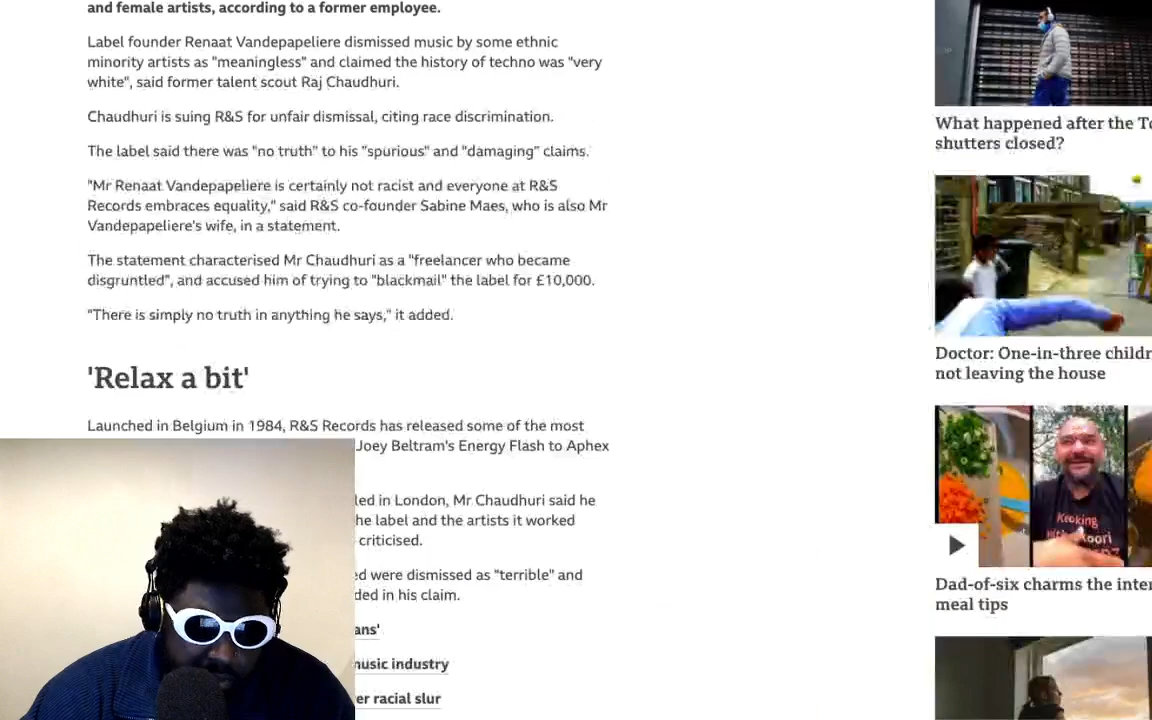 and female artists, according to a former employee.
Label founder Renaat Vandepapeliere dismissed music by some ethnic
minority artists as "meaningless" and claimed the history of techno was "very
white", said former talent scout Raj Chaudhuri.
Chaudhuri is suing R&S for unfair dismissal, citing race discrimination.
The label said there was "no truth" to his "spurious" and "damaging" claims.
"Mr Renaat Vandepapeliere is certainly not racist and everyone at R&S
Records embraces equality," said R&S co-founder Sabine Maes, who is also Mr
Vandepapeliere's wife, in a statement.
The statement characterised Mr Chaudhuri as a "freelancer who became
disgruntled", and accused him of trying to "blackmail" the label for £10,000.
"There is simply no truth in anything he says," it added.
'Relax a bit'
Launched in Belgium in 1984, R&S Records has released some of the most
Joey Beltram's Energy Flash to Aphex
led in London, Mr Chaudhuri said he
he label and the artists it worked
criticised.
ed were dismissed as "terrible" and
ded in his claim.
ans'
music industry
er racial slur
What happened after the To
shutters closed?
Doctor: One-in-three childr
not leaving the house
Dad-of-six charms the inter
meal tips